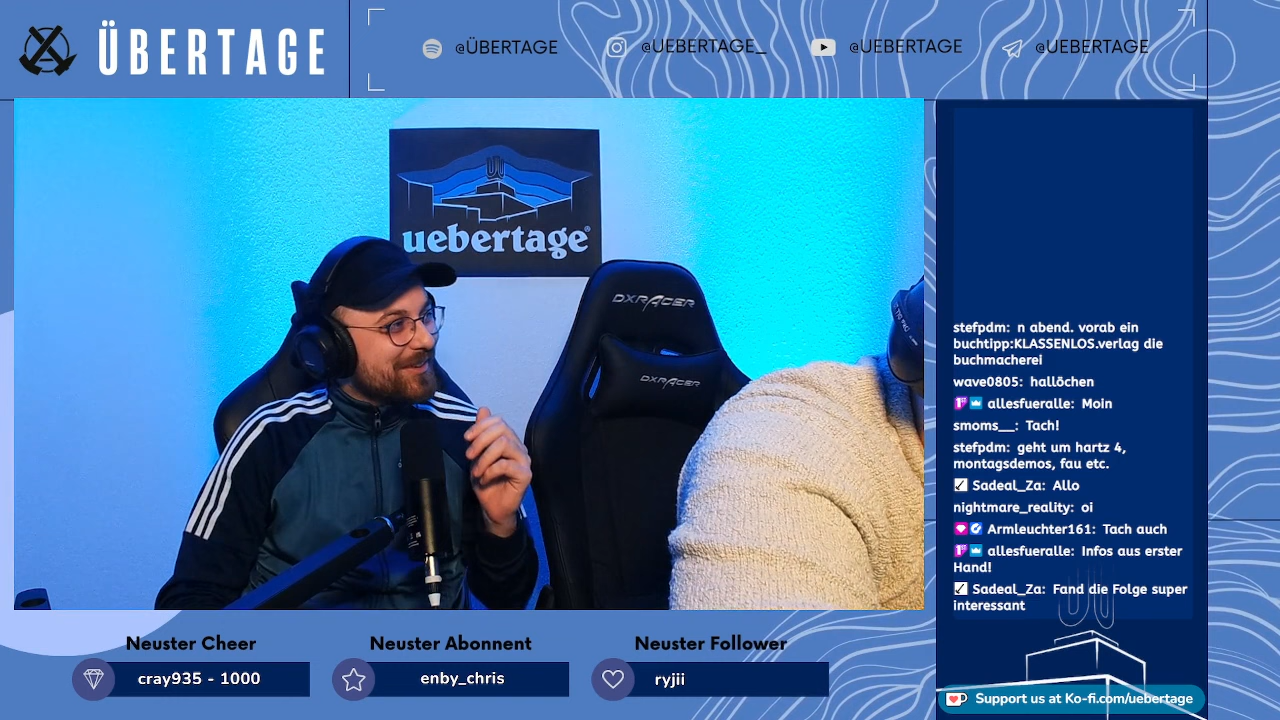 ÜBERTAGE
@ÜBERTAGE
@UEBERTAGE_
@UEBERTAGE
@UEBERTAGE
uebertage®
DXRACER
DXRACER
stefpdm: n abend. vorab ein
buchtipp:KLASSENLOS.verlag die
buchmacherei
wave0805: hallöchen
allesfueralle: Moin
smoms__: Tach!
stefpdm: geht um hartz 4,
montagsdemos, fau etc.
Sadeal_Za: Allo
nightmare_reality: oi
Armleuchter161: Tach auch
allesfueralle: Infos aus erster
Hand!
Sadeal_Za: Fand die Folge super
interessant
Neuster Cheer
cray935 - 1000
Neuster Abonnent
enby_chris
Neuster Follower
ryjii
Support us at Ko-fi.com/uebertage